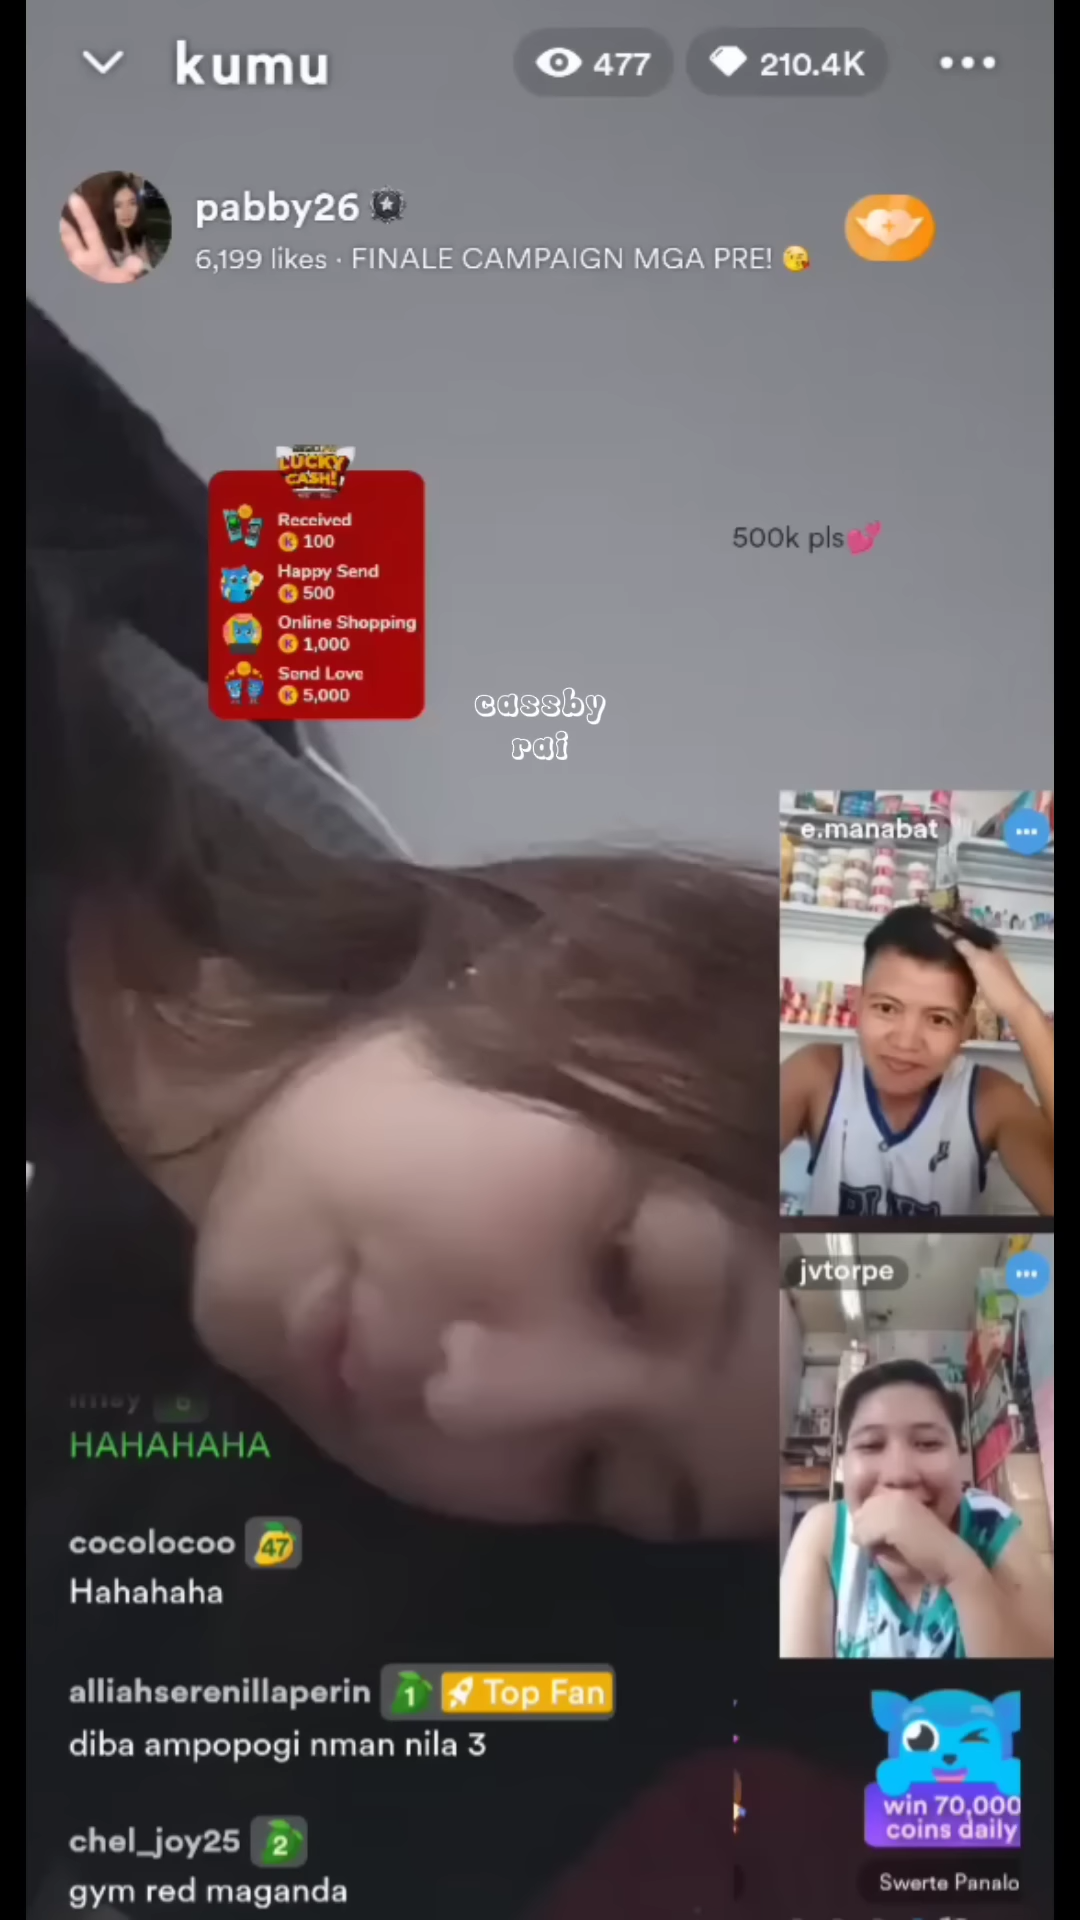 kumu
477
210.4K
pabby26
6,199 likes · FINALE CAMPAIGN MGA PRE! 😘
LUCKY
CASH!
Received
K 100
Happy Send
K 500
Online Shopping
K 1,000
Send Love
K 5,000
500k pls💕
cassby
rai
e.manabat
jvtorpe
HAHAHAHA
cocolocoo 47
Hahahaha
alliahserenillaperin 1 Top Fan
diba ampopogi nman nila 3
chel_joy25 2
gym red maganda
win 70,000
coins daily
Swerte Panalo